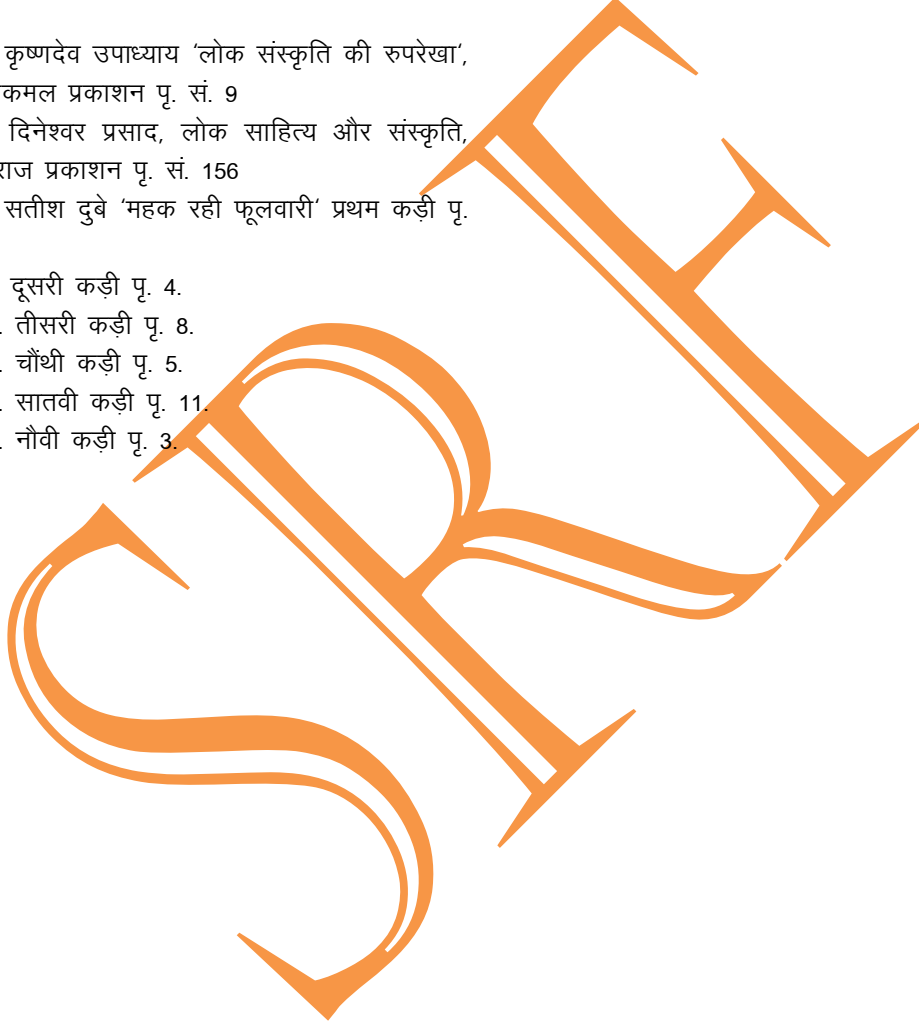 कृष्णदेव उपाध्याय ‘लोक संस्कृति की रुपरेखा’,
कमल प्रकाशन पृ. सं. 9
दिनेश्वर प्रसाद, लोक साहित्य और संस्कृति,
राज प्रकाशन पृ. सं. 156
सतीश दुबे ‘महक रही फूलवारी’ प्रथम कड़ी पृ.
दूसरी कड़ी पृ. 4.
. तीसरी कड़ी पृ. 8.
. चौंथी कड़ी पृ. 5.
. सातवी कड़ी पृ. 11.
. नौवी कड़ी पृ. 3.
SRF